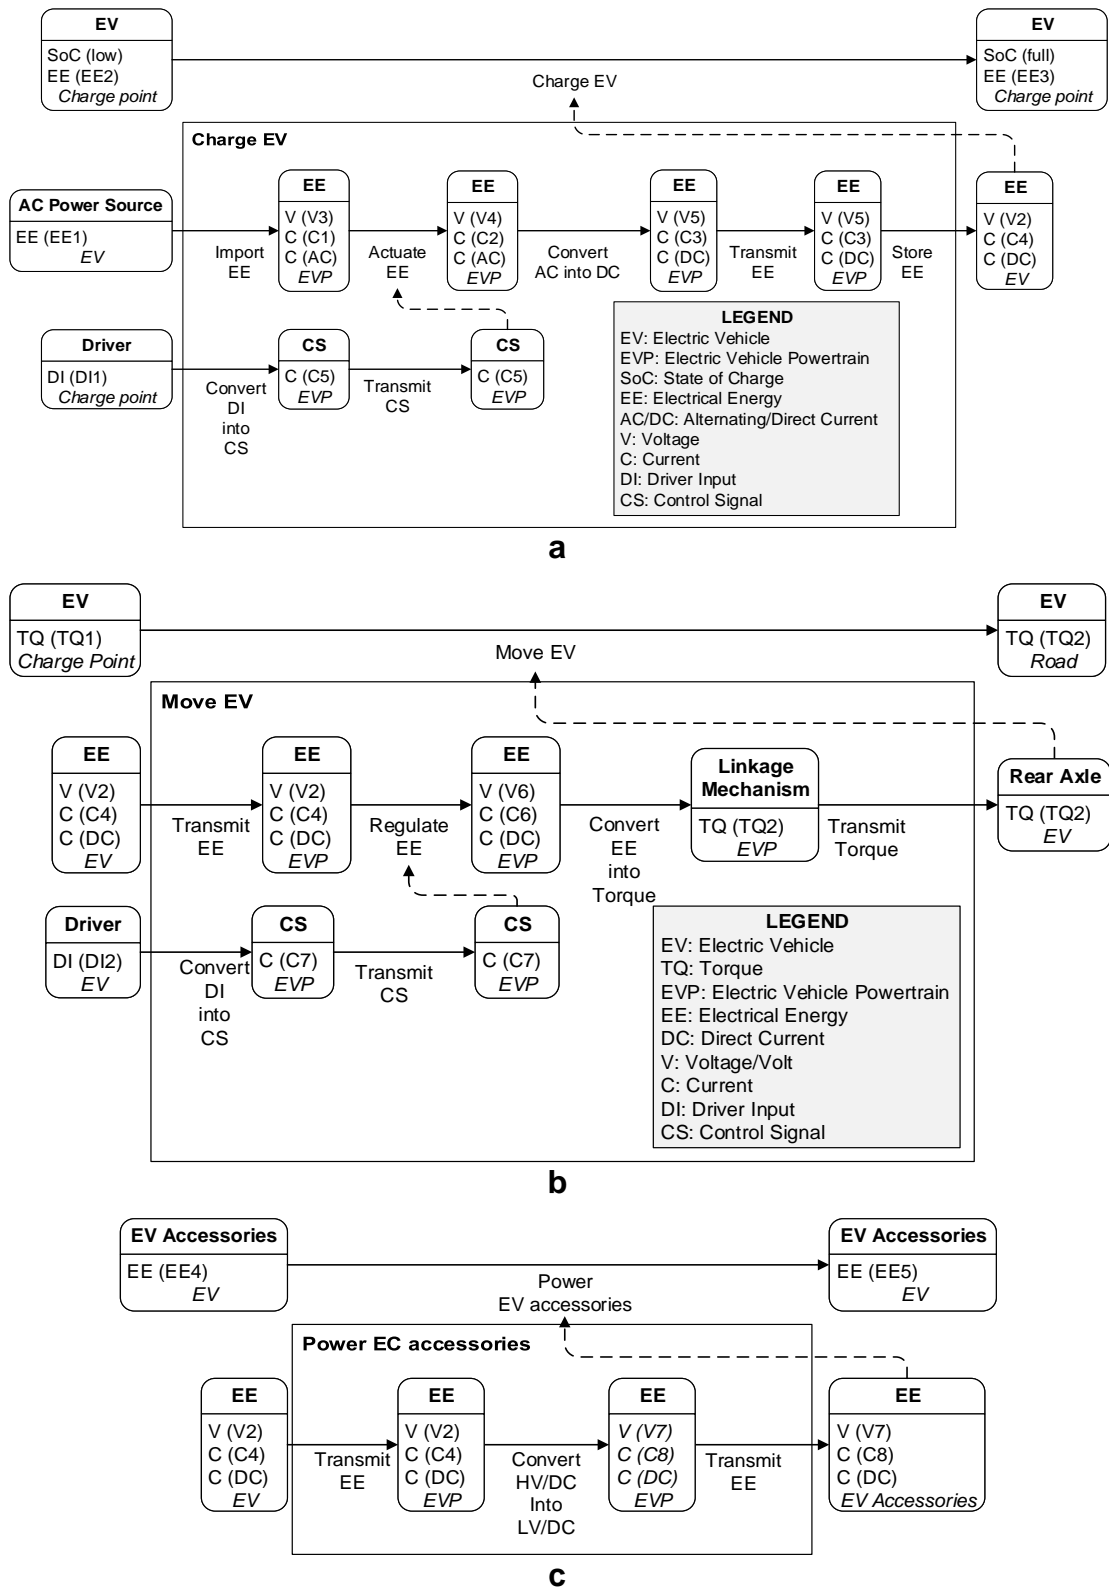 EV
SoC (low)
EE (EE2)
Charge point
EV
SoC (full)
EE (EE3)
Charge point
Charge EV
Charge EV
AC Power Source
EE (EE1)
EV
Import
EE
EE
V (V3)
C (C1)
C (AC)
EVP
Actuate
EE
EE
V (V4)
C (C2)
C (AC)
EVP
Convert
AC into DC
EE
V (V5)
C (C3)
C (DC)
EVP
Transmit
EE
EE
V (V5)
C (C3)
C (DC)
EVP
Store
EE
EE
V (V2)
C (C4)
C (DC)
EV
Driver
DI (DI1)
Charge point
Convert
DI
into
CS
CS
C (C5)
EVP
Transmit
CS
CS
C (C5)
EVP
LEGEND
EV: Electric Vehicle
EVP: Electric Vehicle Powertrain
SoC: State of Charge
EE: Electrical Energy
AC/DC: Alternating/Direct Current
V: Voltage
C: Current
DI: Driver Input
CS: Control Signal
a
EV
TQ (TQ1)
Charge Point
EV
TQ (TQ2)
Road
Move EV
Move EV
EE
V (V2)
C (C4)
C (DC)
EV
Transmit
EE
EE
V (V2)
C (C4)
C (DC)
EVP
Regulate
EE
EE
V (V6)
C (C6)
C (DC)
EVP
Convert
EE
into
Torque
Linkage
Mechanism
TQ (TQ2)
EVP
Transmit
Torque
Rear Axle
TQ (TQ2)
EV
Driver
DI (DI2)
EV
Convert
DI
into
CS
CS
C (C7)
EVP
Transmit
CS
CS
C (C7)
EVP
LEGEND
EV: Electric Vehicle
TQ: Torque
EVP: Electric Vehicle Powertrain
EE: Electrical Energy
DC: Direct Current
V: Voltage/Volt
C: Current
DI: Driver Input
CS: Control Signal
b
EV Accessories
EE (EE4)
EV
EV Accessories
EE (EE5)
EV
Power
EV accessories
Power EC accessories
EE
V (V2)
C (C4)
C (DC)
EV
Transmit
EE
EE
V (V2)
C (C4)
C (DC)
EVP
Convert
HV/DC
Into
LV/DC
EE
V (V7)
C (C8)
C (DC)
EVP
Transmit
EE
EE
V (V7)
C (C8)
C (DC)
EV Accessories
c